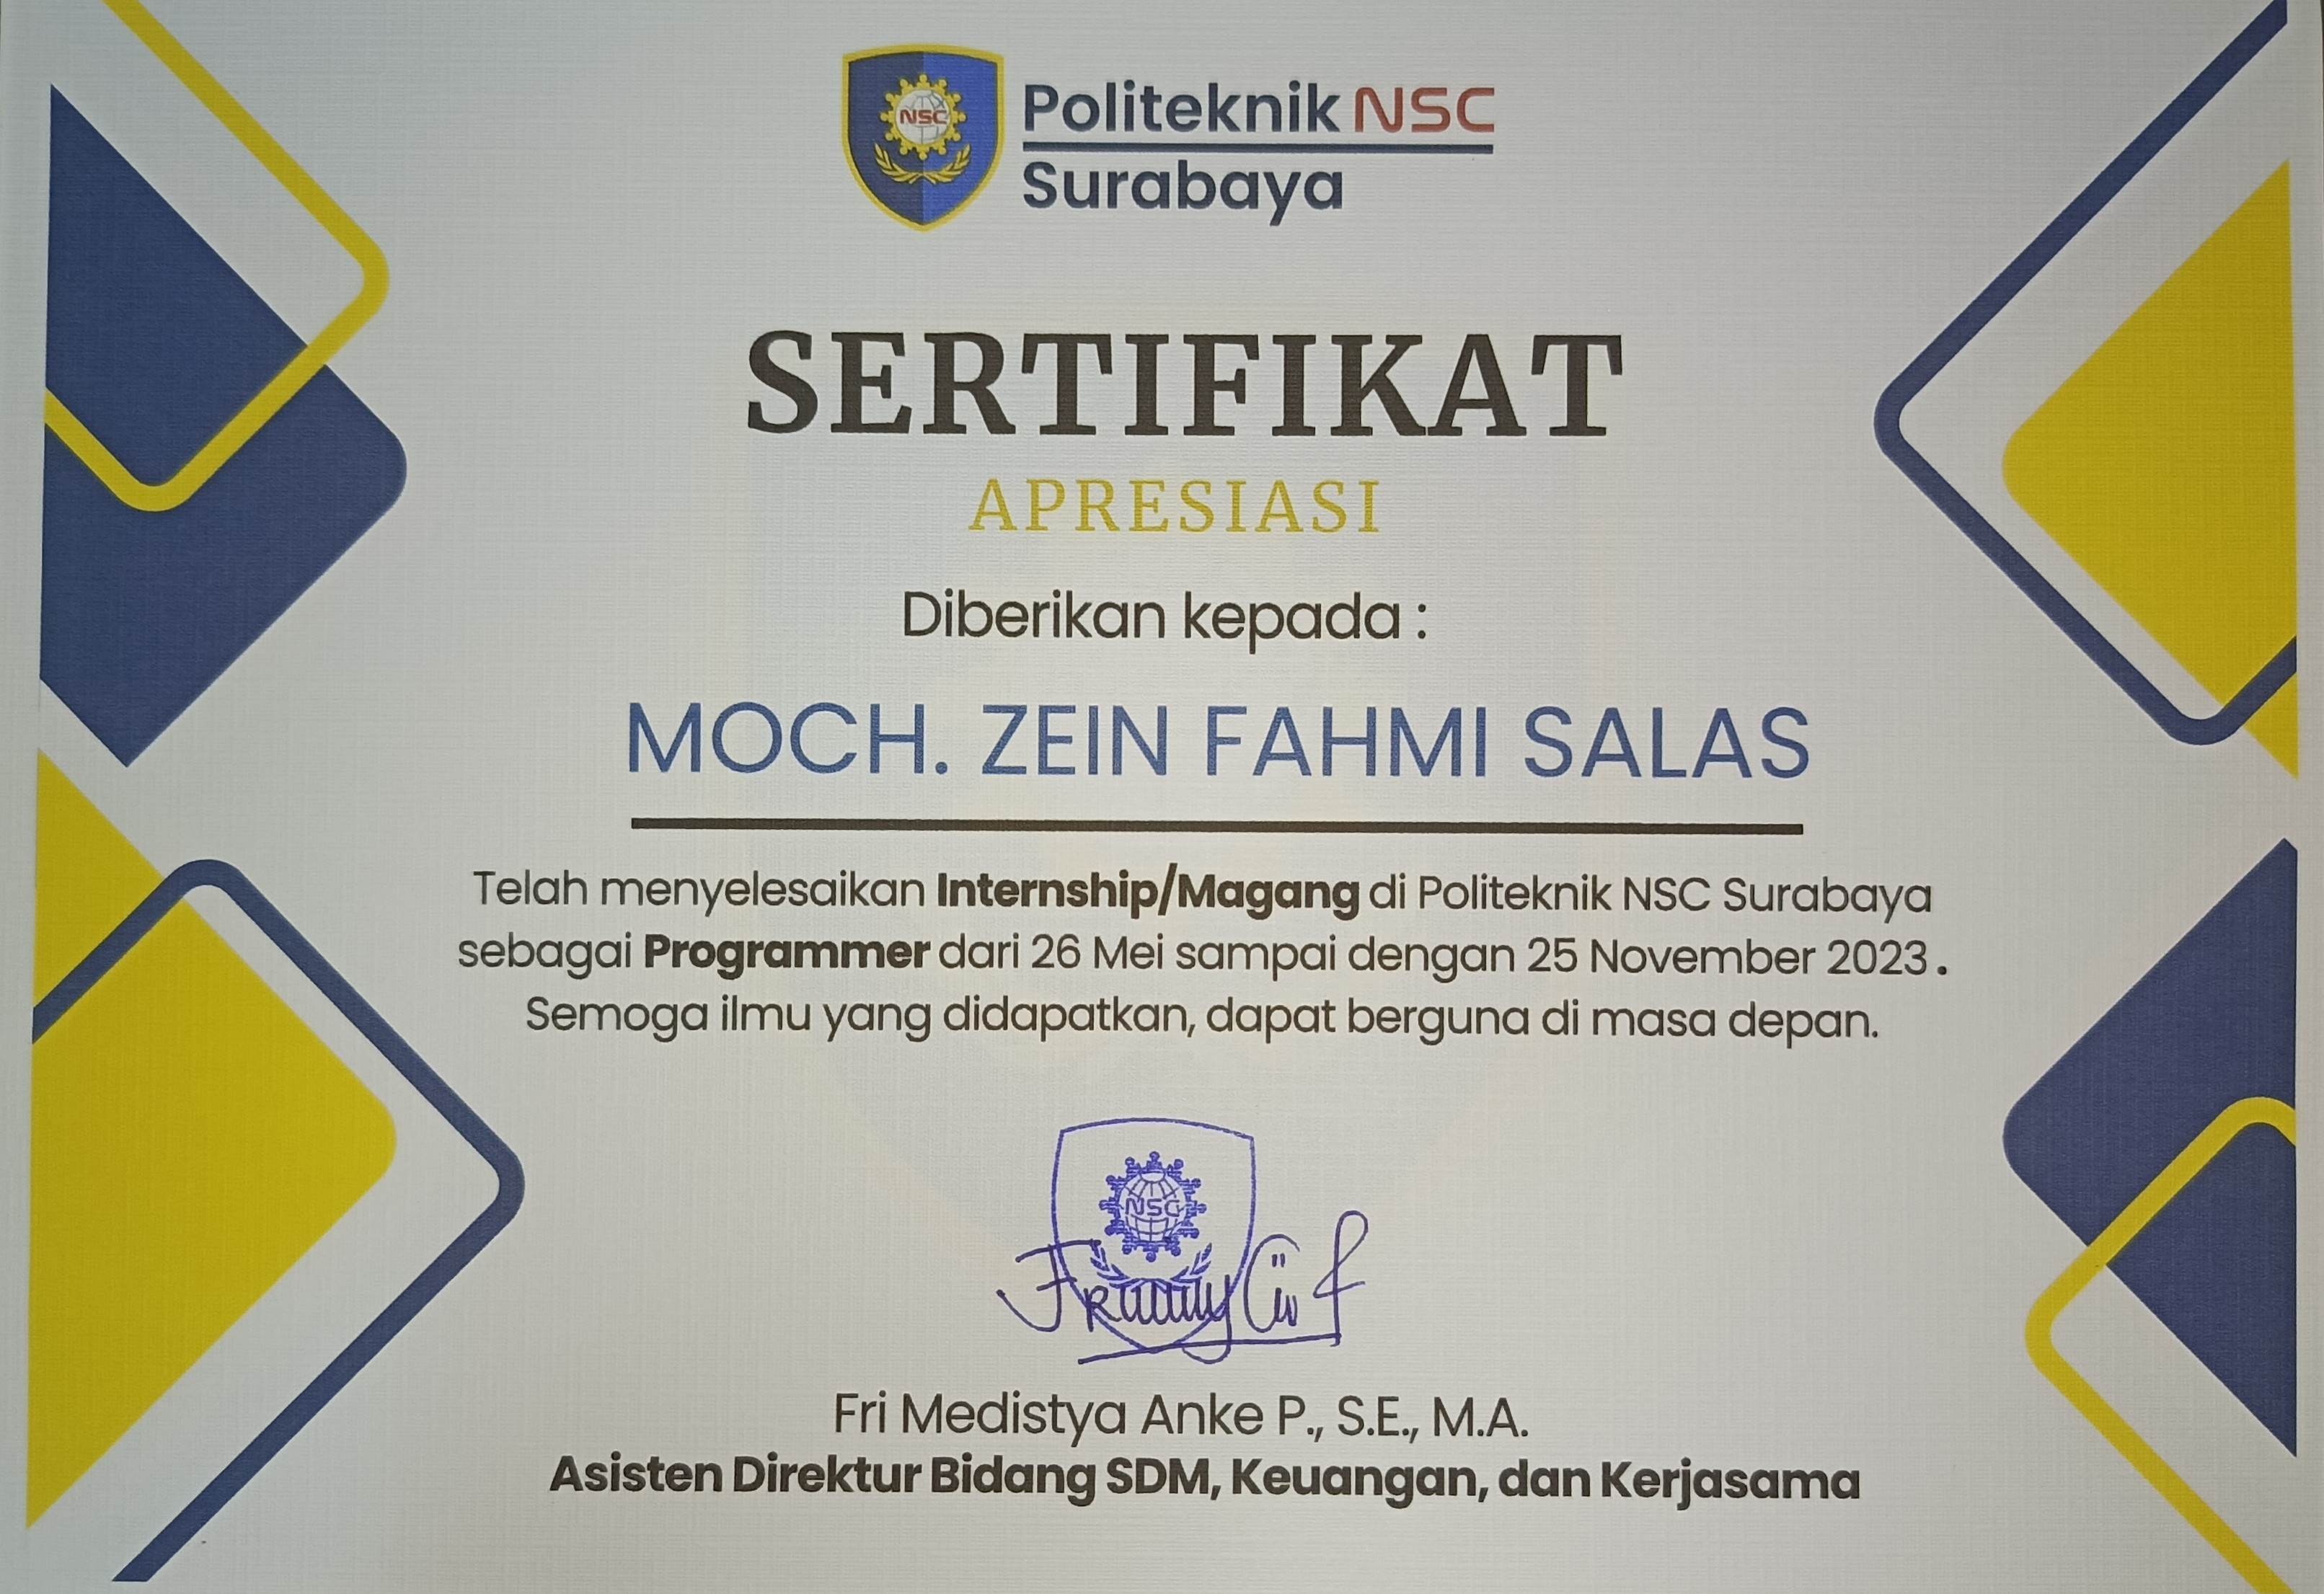 NSC
Politeknik NSC
Surabaya
SERTIFIKAT
APRESIASI
Diberikan kepada :
MOCH. ZEIN FAHMI SALAS
Telah menyelesaikan Internship/Magang di Politeknik NSC Surabaya
sebagai Programmer dari 26 Mei sampai dengan 25 November 2023.
Semoga ilmu yang didapatkan, dapat berguna di masa depan.
NSC
Fri Medistya Anke P., S.E., M.A.
Asisten Direktur Bidang SDM, Keuangan, dan Kerjasama